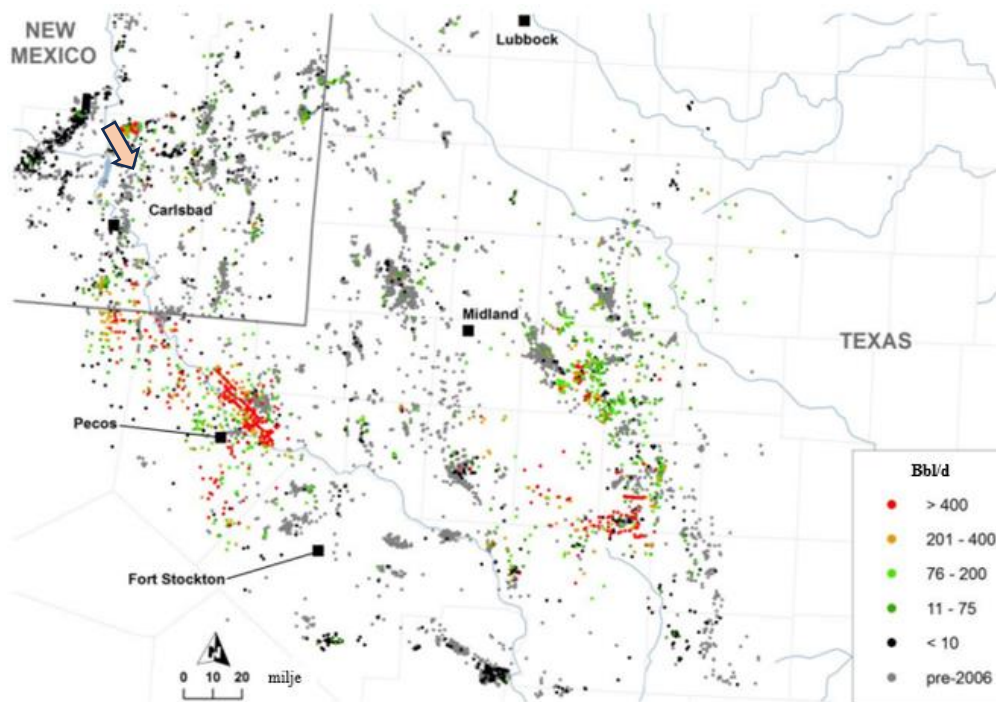 NEW
MEXICO
Lubbock
Carlsbad
Midland
TEXAS
Pecos
Fort Stockton
N
0 10 20 milje
Bbl/d
> 400
201 - 400
76 - 200
11 - 75
< 10
pre-2006